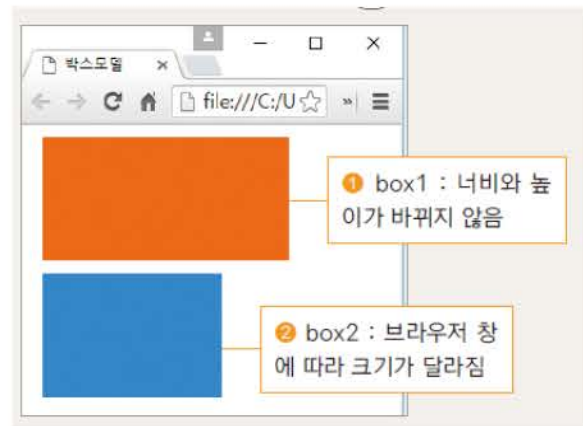 박스모델
file:///C:/U
»
❶ box1 : 너비와 높
이가 바뀌지 않음
❷ box2 : 브라우저 창
에 따라 크기가 달라짐